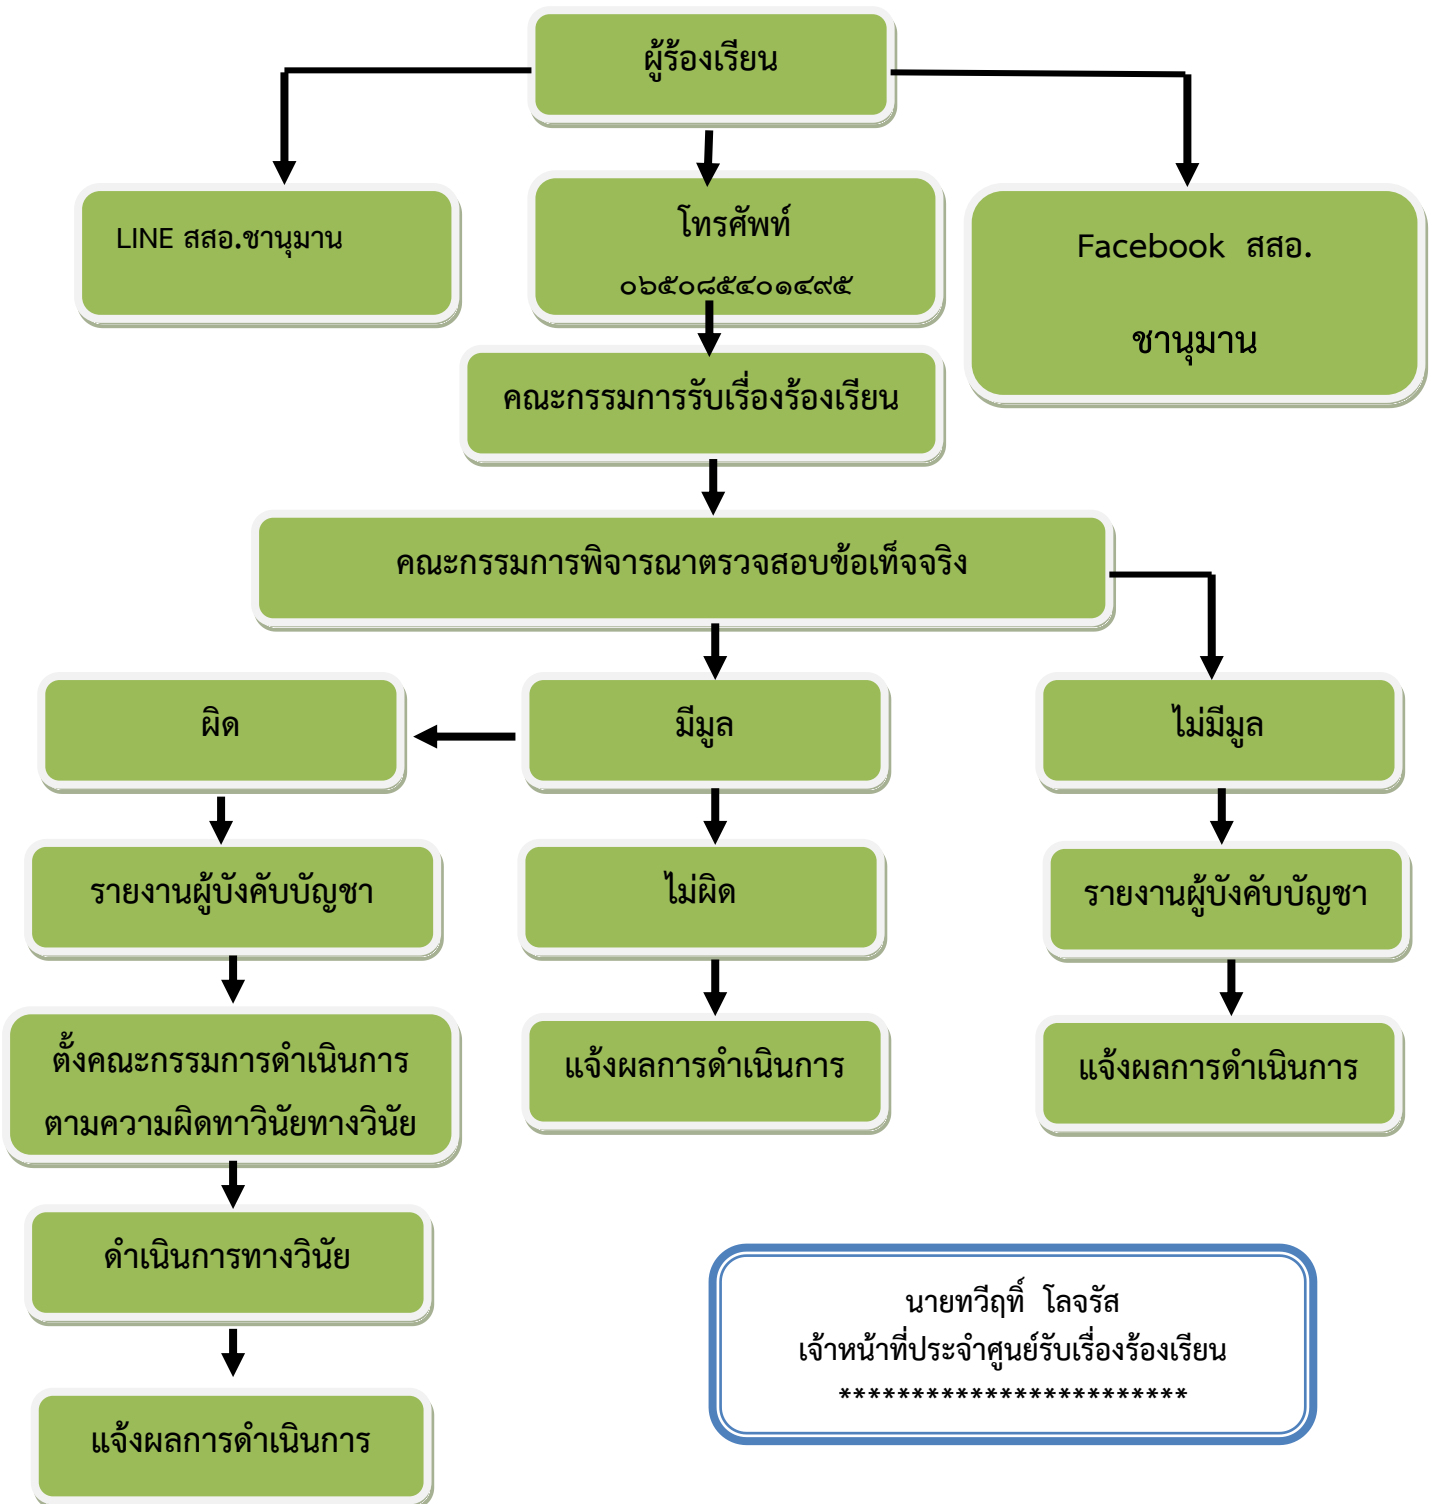 ผู้ร้องเรียน
LINE สสอ.ชานุมาน
โทรศัพท์
๐๖๕๐๘๕๔๐๑๔๙๕
Facebook สสอ.
ชานุมาน
คณะกรรมการรับเรื่องร้องเรียน
คณะกรรมการพิจารณาตรวจสอบข้อเท็จจริง
ผิด
มีมูล
ไม่มีมูล
รายงานผู้บังคับบัญชา
ไม่ผิด
รายงานผู้บังคับบัญชา
ตั้งคณะกรรมการดำเนินการ
ตามความผิดทาวินัยทางวินัย
แจ้งผลการดำเนินการ
แจ้งผลการดำเนินการ
ดำเนินการทางวินัย
แจ้งผลการดำเนินการ
นายทวีฤทิ์ โลจรัส
เจ้าหน้าที่ประจำศูนย์รับเรื่องร้องเรียน
************************